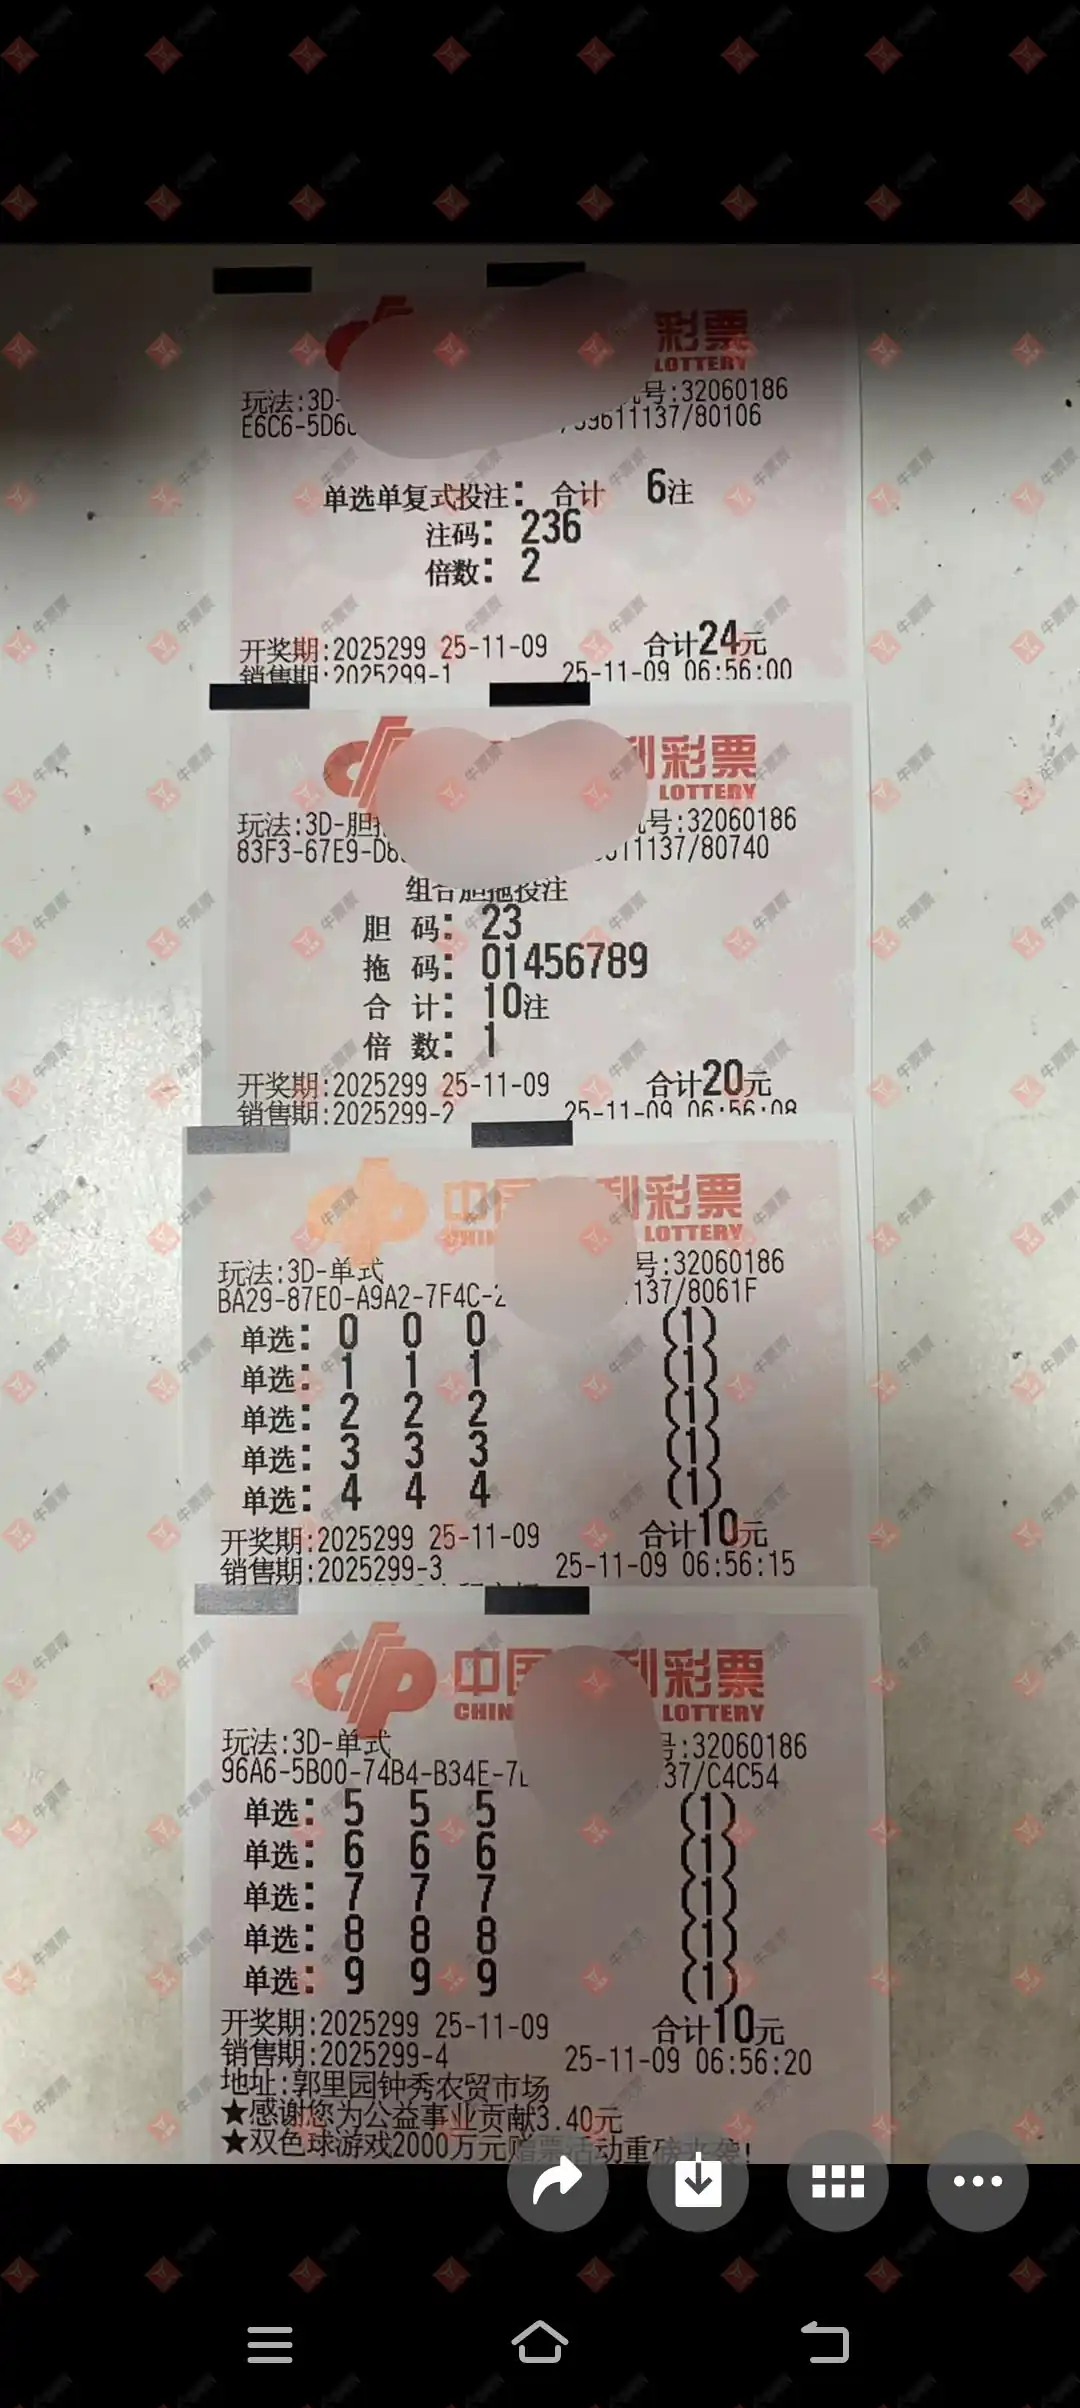 彩票
LOTTERY
玩法:3D- 号:32060186
E6C6-5D6 /39611137/80106
单选单复式投注: 合计 6注
注码: 236
倍数: 2
开奖期:2025299 25-11-09 合计24元
销售期:2025299-1 25-11-09 06:56:00
利彩票
LOTTERY
玩法:3D-胆拖 号:32060186
83F3-67E9-D8 11137/80740
组合胆拖投注
胆 码: 23
拖 码: 01456789
合 计: 10注
倍 数: 1
开奖期:2025299 25-11-09 合计20元
销售期:2025299-2 25-11-09 06:56:08
中国 利彩票
CHIN LOTTERY
玩法:3D-单式 号:32060186
BA29-87E0-A9A2-7F4C-2 137/8061F
单选: 0 0 0 (1)
单选: 1 1 1 (1)
单选: 2 2 2 (1)
单选: 3 3 3 (1)
单选: 4 4 4 (1)
开奖期:2025299 25-11-09 合计10元
销售期:2025299-3 25-11-09 06:56:15
中国 利彩票
CHIN LOTTERY
玩法:3D-单式 号:32060186
96A6-5B00-74B4-B34E-7 37/C4C54
单选: 5 5 5 (1)
单选: 6 6 6 (1)
单选: 7 7 7 (1)
单选: 8 8 8 (1)
单选: 9 9 9 (1)
开奖期:2025299 25-11-09 合计10元
销售期:2025299-4 25-11-09 06:56:20
地址:郭里园钟秀农贸市场
★感谢您为公益事业贡献3.40元
★双色球游戏2000万元赠票活动重磅来袭!